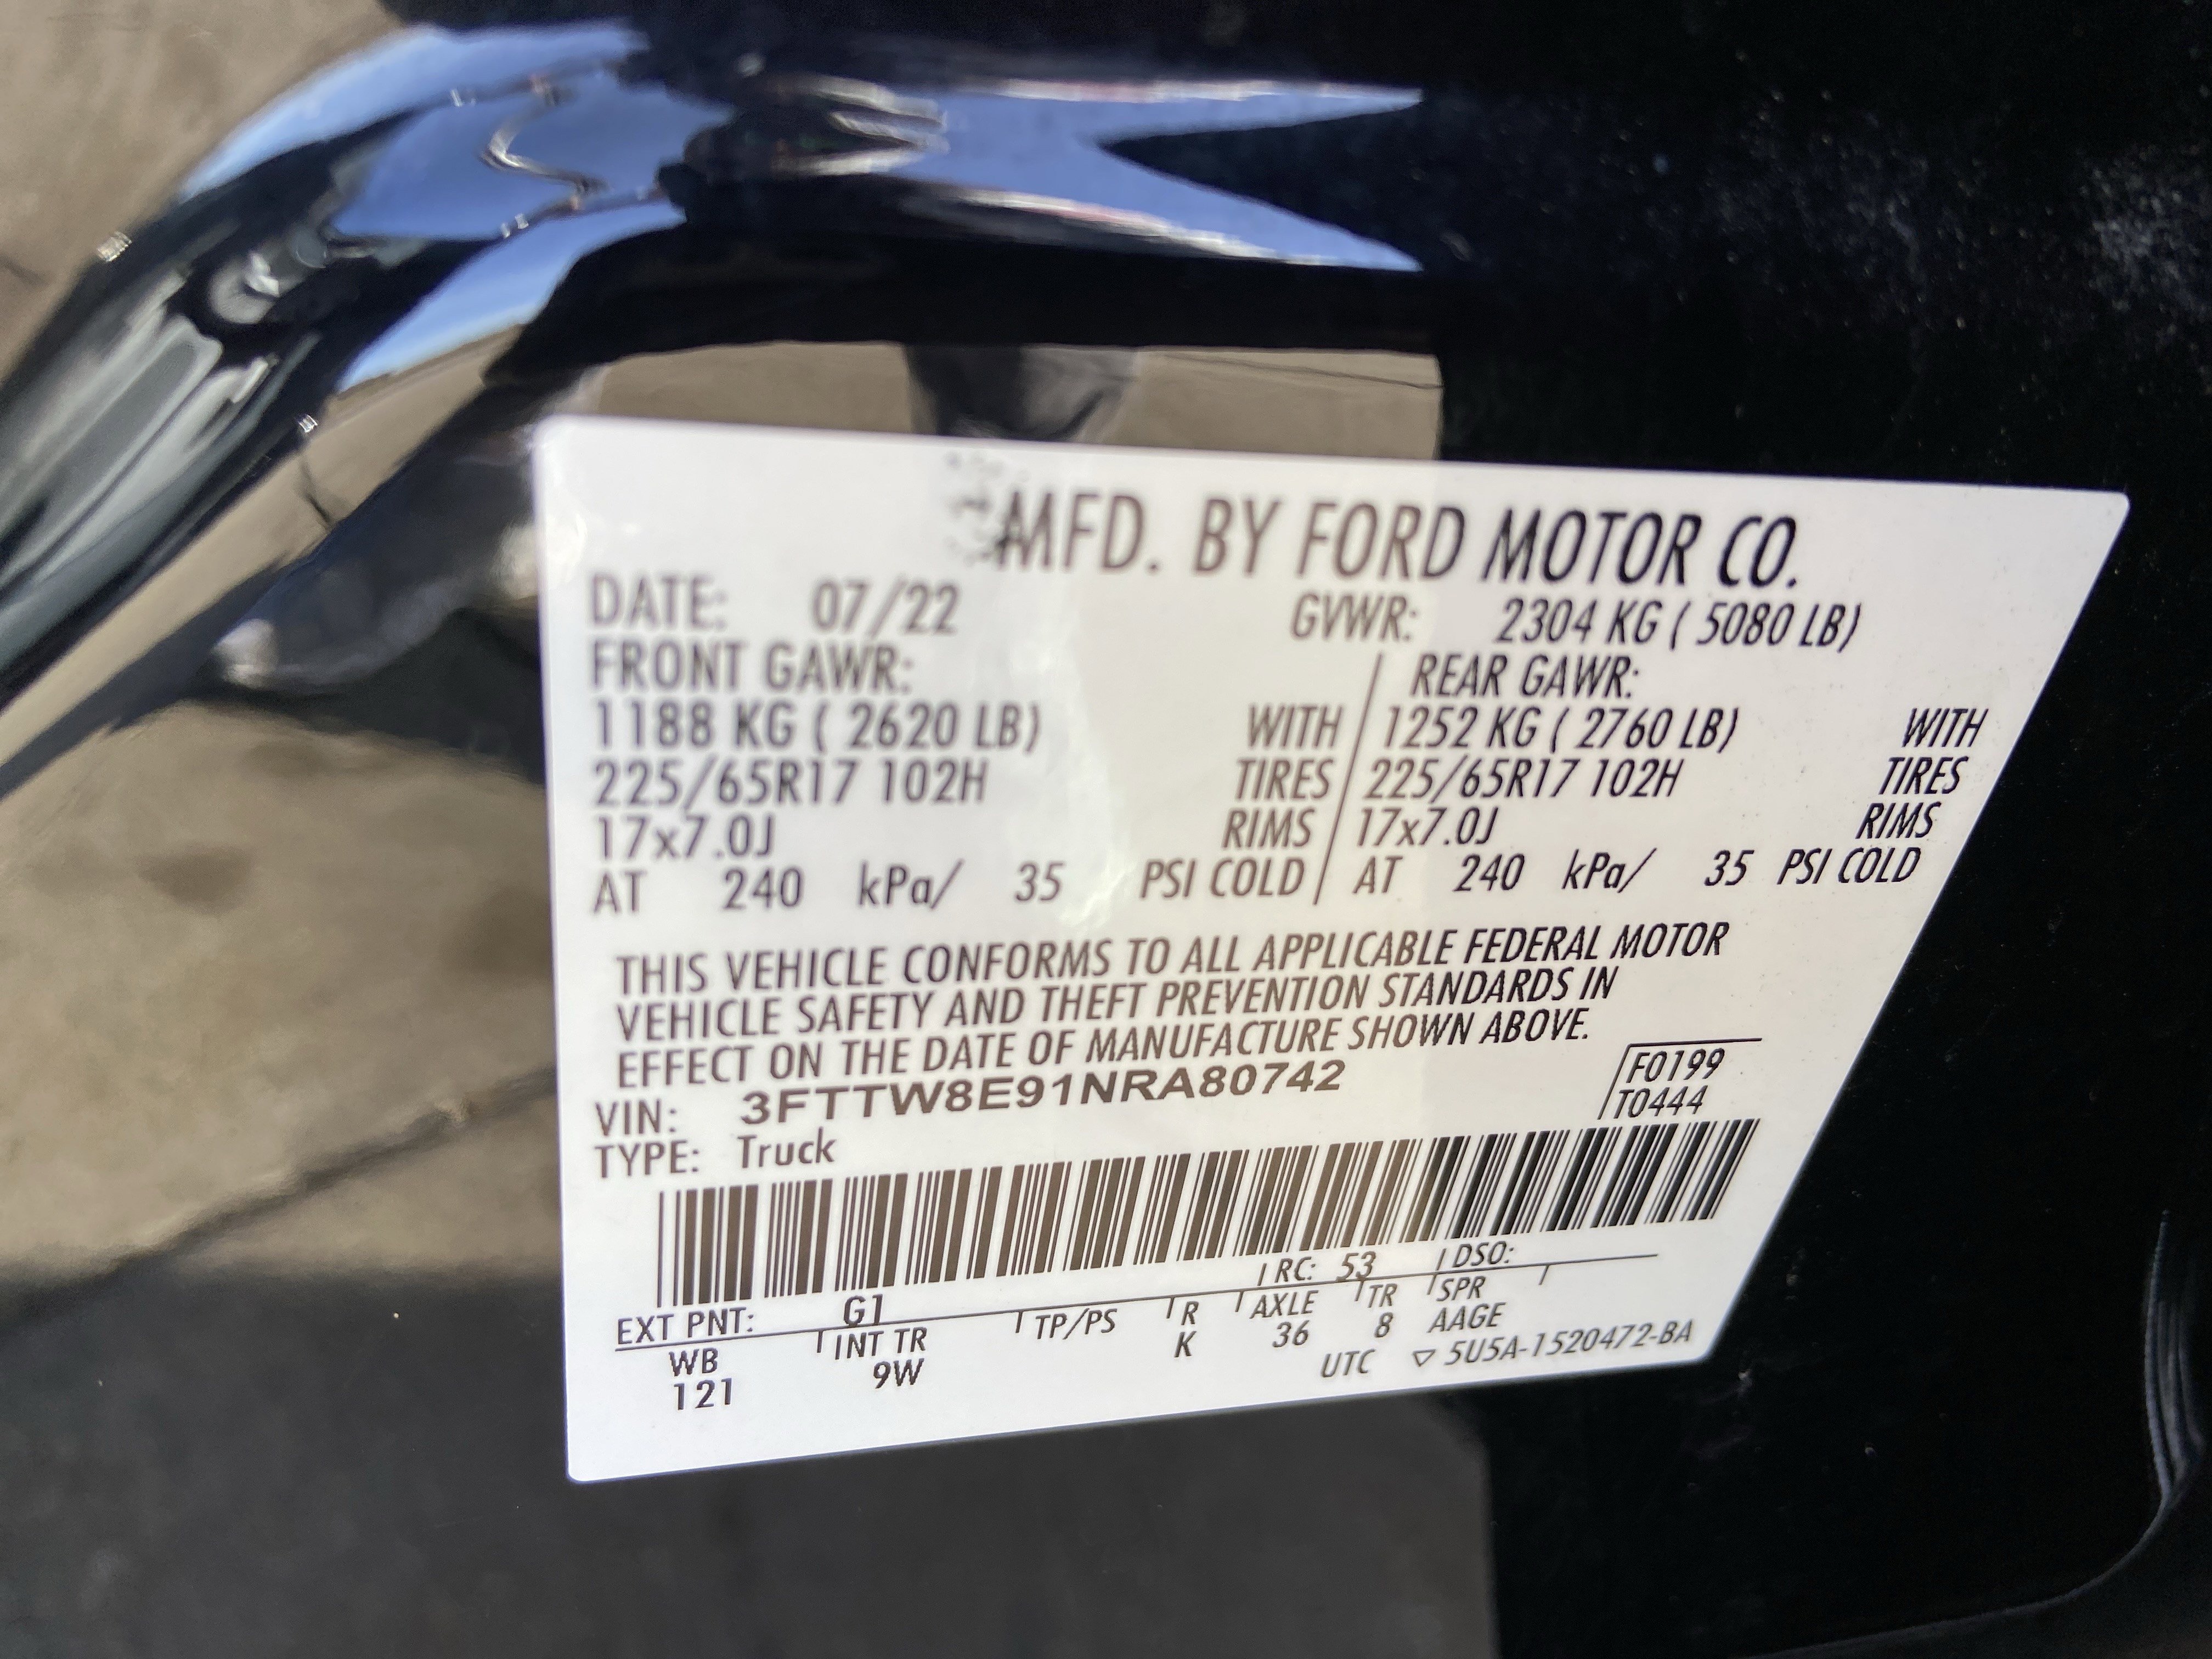 MFD. BY FORD MOTOR CO.
DATE: 07/22 GVWR: 2304 KG ( 5080 LB)
FRONT GAWR: REAR GAWR:
1188 KG ( 2620 LB) WITH 1252 KG ( 2760 LB) WITH
225/65R17 102H TIRES 225/65R17 102H TIRES
17x7.0J RIMS 17x7.0J RIMS
AT 240 kPa/ 35 PSI COLD AT 240 kPa/ 35 PSI COLD
THIS VEHICLE CONFORMS TO ALL APPLICABLE FEDERAL MOTOR
VEHICLE SAFETY AND THEFT PREVENTION STANDARDS IN
EFFECT ON THE DATE OF MANUFACTURE SHOWN ABOVE.
VIN: 3FTTW8E91NRA80742 F0199
TYPE: Truck T0444
EXT PNT: G1 RC: 53 DSO:
WB INT TR TP/PS R AXLE TR SPR
121 9W K 36 8 AAGE
UTC ▽ 5U5A-1520472-BA